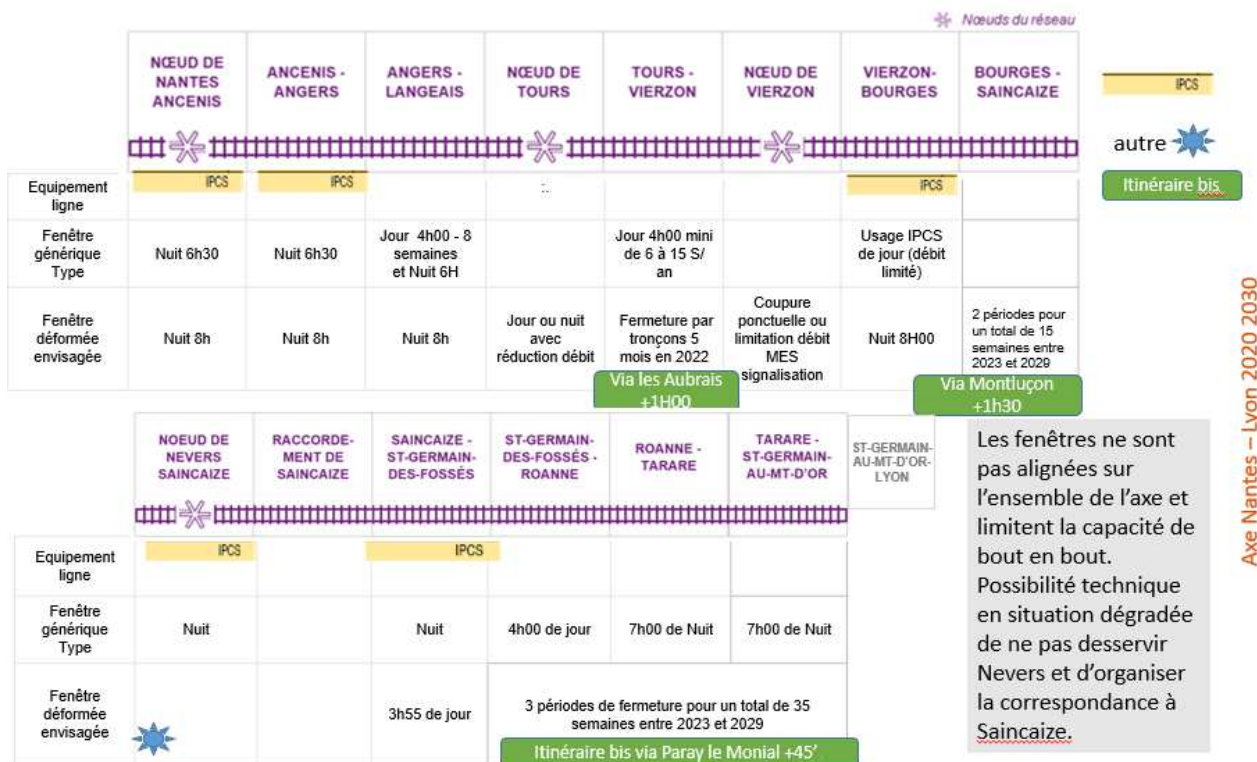 Nœuds du réseau
NŒUD DE
NANTES
ANCENIS
ANCENIS -
ANGERS
ANGERS -
LANGEAIS
NŒUD DE
TOURS
TOURS -
VIERZON
NŒUD DE
VIERZON
VIERZON-
BOURGES
BOURGES -
SAINCAIZE
IPCS
autre
Itinéraire bis
Equipement
ligne
IPCS
IPCS
IPCS
Fenêtre
générique
Type
Nuit 6h30
Nuit 6h30
Jour 4h00 - 8
semaines
et Nuit 6H
Jour 4h00 mini
de 6 à 15 S/
an
Usage IPCS
de jour (débit
limité)
Fenêtre
déformée
envisagée
Nuit 8h
Nuit 8h
Nuit 8h
Jour ou nuit
avec
réduction débit
Fermeture par
tronçons 5
mois en 2022
Coupure
ponctuelle ou
limitation débit
MES
signalisation
Nuit 8H00
2 périodes pour
un total de 15
semaines entre
2023 et 2029
Via les Aubrais
+1H00
Via Montluçon
+1h30
NOEUD DE
NEVERS
SAINCAIZE
RACCORDE-
MENT DE
SAINCAIZE
SAINCAIZE -
ST-GERMAIN-
DES-FOSSÉS
ST-GERMAIN-
DES-FOSSÉS -
ROANNE
ROANNE -
TARARE
TARARE -
ST-GERMAIN-
AU-MT-D'OR
ST-GERMAIN-
AU-MT-D'OR-
LYON
Equipement
ligne
IPCS
IPCS
Fenêtre
générique
Type
Nuit
Nuit
4h00 de jour
7h00 de Nuit
7h00 de Nuit
Fenêtre
déformée
envisagée
3h55 de jour
3 périodes de fermeture pour un total de 35
semaines entre 2023 et 2029
Itinéraire bis via Paray le Monial +45'
Les fenêtres ne sont
pas alignées sur
l'ensemble de l'axe et
limitent la capacité de
bout en bout.
Possibilité technique
en situation dégradée
de ne pas desservir
Nevers et d'organiser
la correspondance à
Saincaize.
Axe Nantes – Lyon 2020 2030